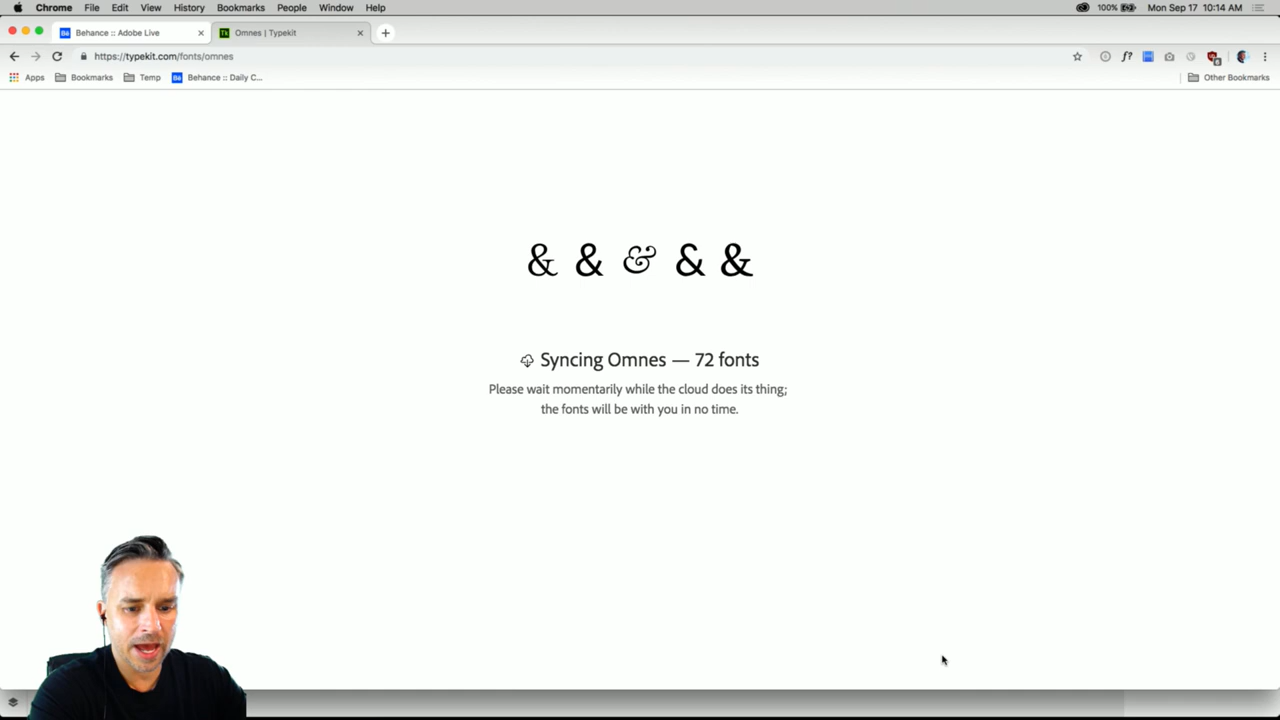 Chrome File Edit View History Bookmarks People Window Help 100% Mon Sep 17 10:14 AM
Behance :: Adobe Live Tk Omnes | Typekit
https://typekit.com/fonts/omnes f?
Apps Bookmarks Temp Bē Behance :: Daily C... Other Bookmarks
& & & & &
Syncing Omnes — 72 fonts
Please wait momentarily while the cloud does its thing;
the fonts will be with you in no time.